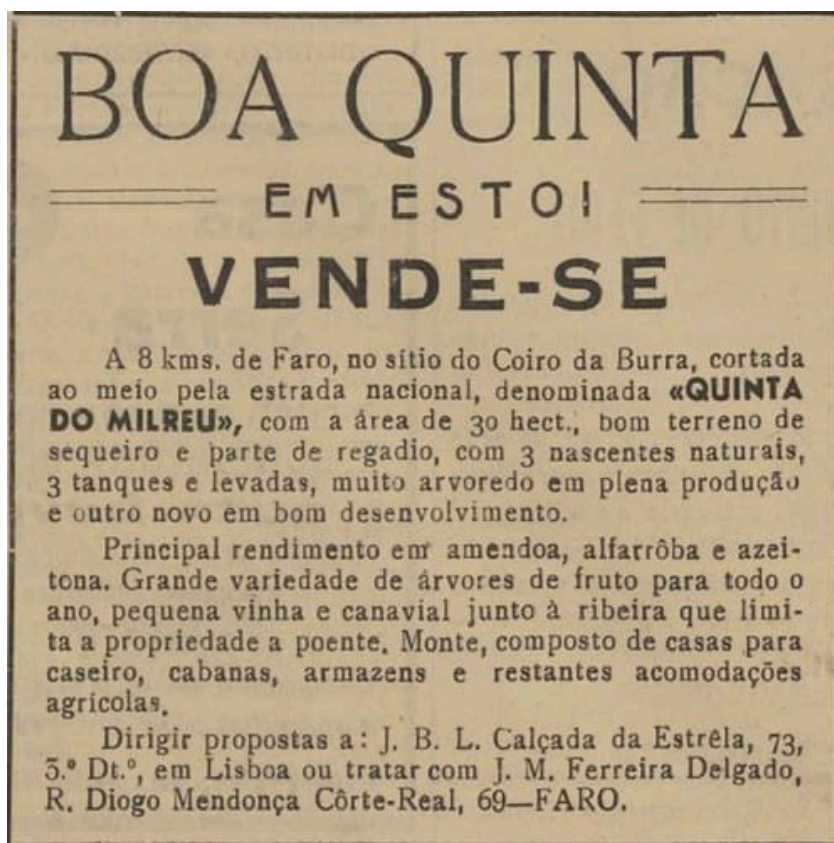 BOA QUINTA
EM ESTOI
VENDE-SE
A 8 kms. de Faro, no sítio do Coiro da Burra, cortada
ao meio pela estrada nacional, denominada «QUINTA
DO MILREU», com a área de 30 hect., bom terreno de
sequeiro e parte de regadio, com 3 nascentes naturais,
3 tanques e levadas, muito arvoredo em plena produção
e outro novo em bom desenvolvimento.
Principal rendimento em amendoa, alfarrôba e azei-
tona. Grande variedade de árvores de fruto para todo o
ano, pequena vinha e canavial junto à ribeira que limi-
ta a propriedade a poente. Monte, composto de casas para
caseiro, cabanas, armazens e restantes acomodações
agrícolas.
Dirigir propostas a: J. B. L. Calçada da Estrêla, 73,
3.º Dt.º, em Lisboa ou tratar com J. M. Ferreira Delgado,
R. Diogo Mendonça Côrte-Real, 69—FARO.